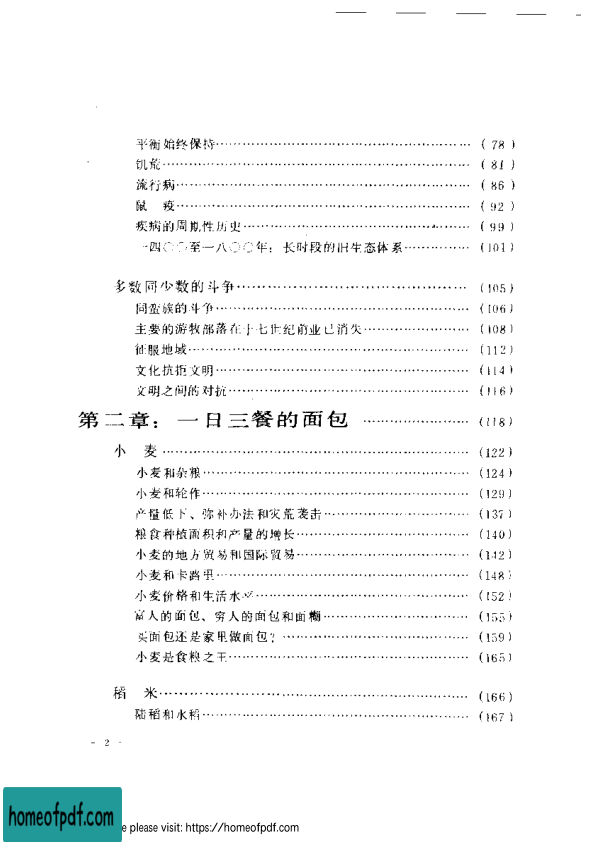 平衡始终保持……………………(78)
饥荒……………………(81)
流行病……………………(86)
鼠 疫……………………(92)
疾病的周期性历史……………………(99)
一四〇〇至一八〇〇年：长时段的旧生态体系…………(101)
多数同少数的斗争……………………(105)
同蛮族的斗争……………………(106)
主要的游牧部落在十七世纪前业已消失…………(108)
征服地域……………………(112)
文化抗拒文明……………………(114)
文明之间的对抗……………………(116)
第二章：一日三餐的面包……………(118)
小 麦……………………(122)
小麦和杂粮……………………(124)
小麦和轮作……………………(129)
产量低下、弥补办法和灾荒袭击……………(137)
粮食种植面积和产量的增长……………(140)
小麦的地方贸易和国际贸易……………(142)
小麦和卡路里……………………(148)
小麦价格和生活水平……………………(152)
富人的面包、穷人的面包和面糊……………(155)
买面包还是家里做面包？……………(159)
小麦是食粮之王……………………(165)
稻 米……………………(166)
陆稻和水稻……………………(167)
- 2 -
homeofpdf.com
e please visit: https://homeofpdf.com